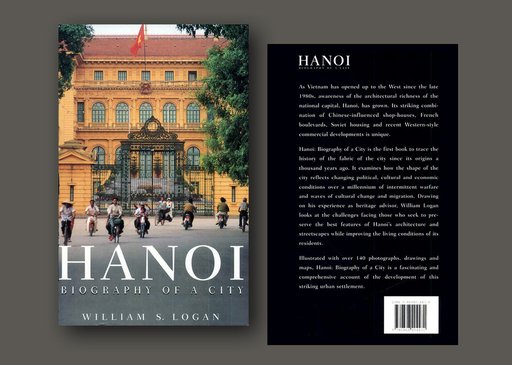 HANOI
BIOGRAPHY OF A CITY
WILLIAM S. LOGAN
HANOI
BIOGRAPHY OF A CITY
As Vietnam has opened up to the West since the late
1980s, awareness of the architectural richness of the
national capital, Hanoi, has grown. Its striking combi-
nation of Chinese-influenced shop-houses, French
boulevards, Soviet housing and recent Western-style
commercial developments is unique.
Hanoi: Biography of a City is the first book to trace the
history of the fabric of the city since its origins a
thousand years ago. It examines how the shape of the
city reflects changing political, cultural and economic
conditions over a millennium of intermittent warfare
and waves of cultural change and migration. Drawing
on his experience as heritage advisor, William Logan
looks at the challenges facing those who seek to pre-
serve the best features of Hanoi's architecture and
streetscapes while improving the living conditions of its
residents.
Illustrated with over 140 photographs, drawings and
maps, Hanoi: Biography of a City is a fascinating and
comprehensive account of the development of this
striking urban settlement.